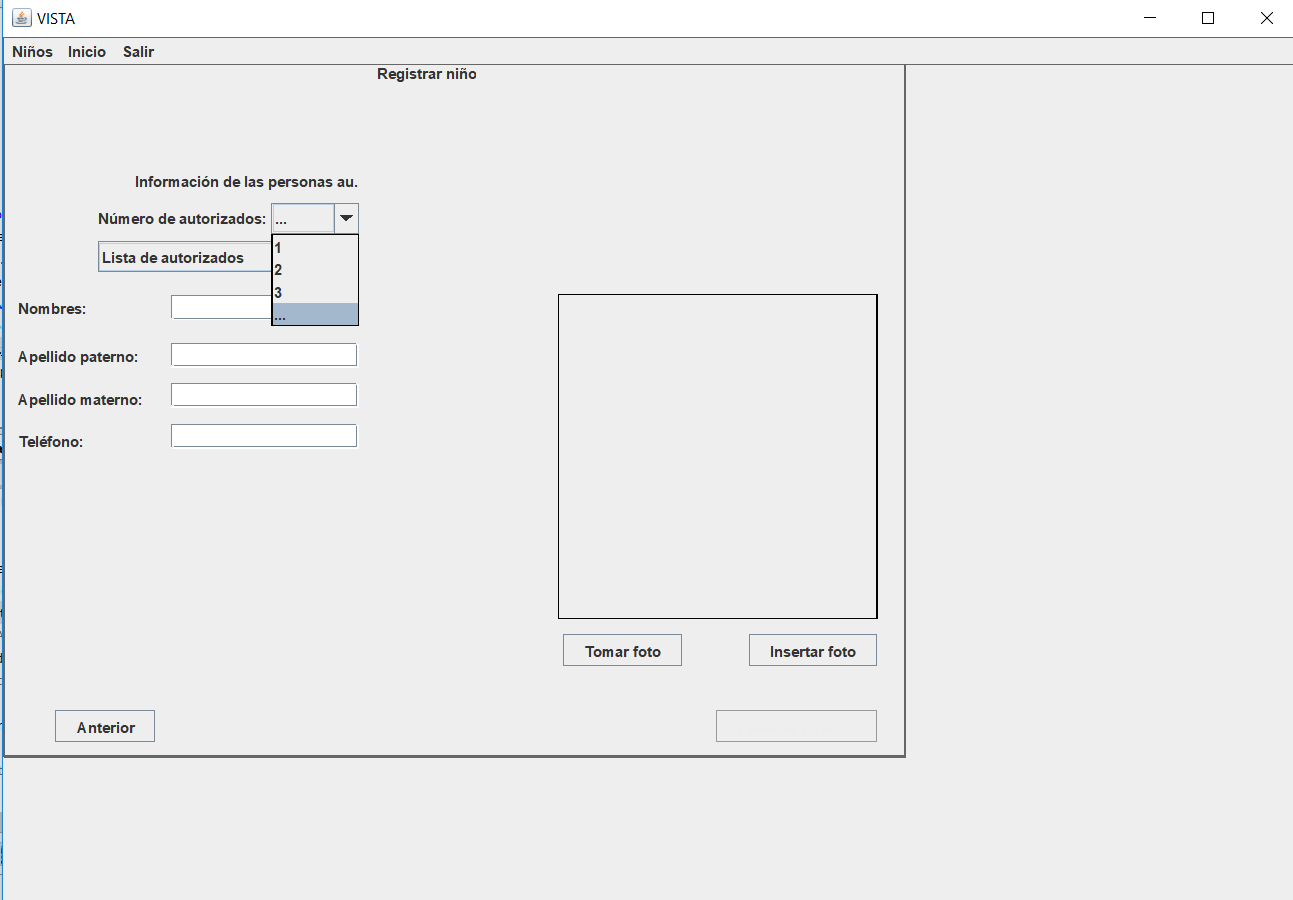 VISTA
Niños Inicio Salir
Registrar niño
Información de las personas au.
Número de autorizados: ...
1
Lista de autorizados
2
3
...
Nombres:
Apellido paterno:
Apellido materno:
Teléfono:
Tomar foto Insertar foto
Anterior